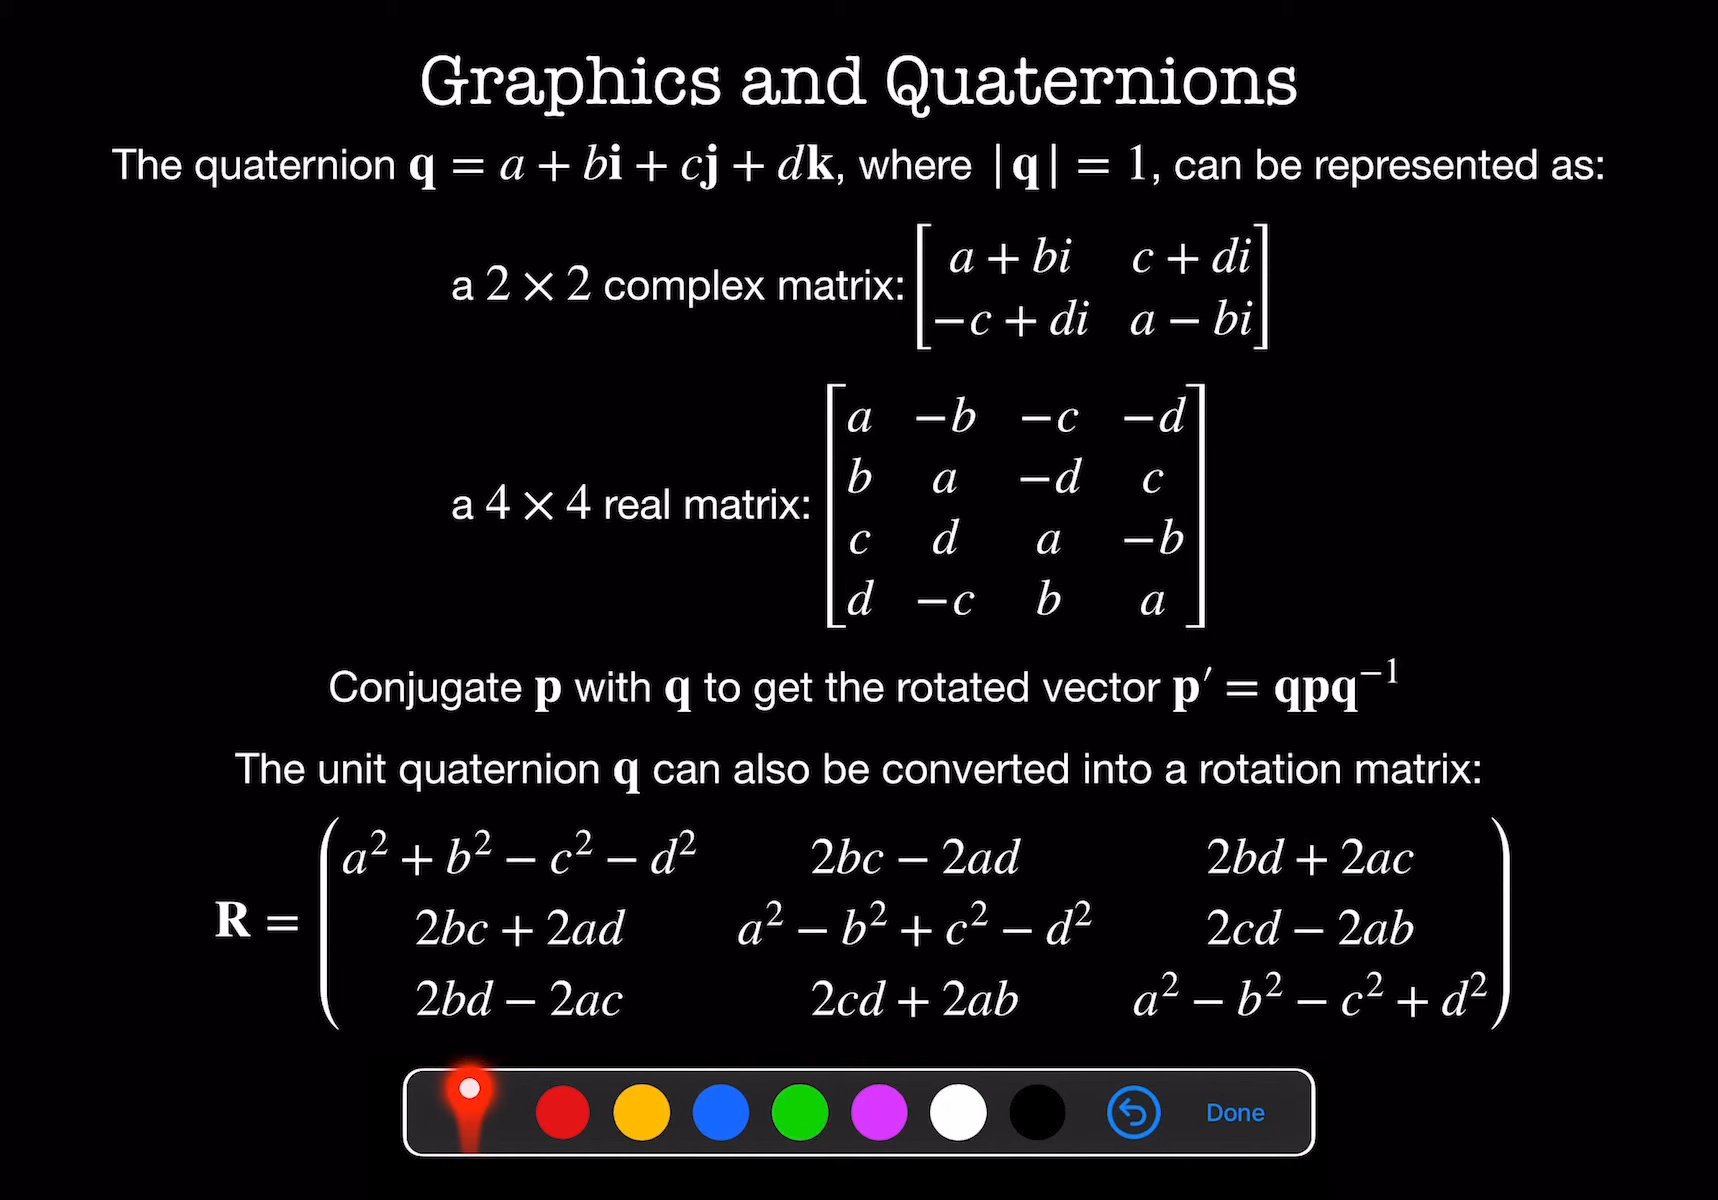 Graphics and Quaternions
The quaternion q = a + bi + cj + dk, where |q| = 1, can be represented as:
a 2 × 2 complex matrix: [a + bi c + di
−c + di a − bi]
a 4 × 4 real matrix: [a −b −c −d
b a −d c
c d a −b
d −c b a]
Conjugate p with q to get the rotated vector p′ = qpq⁻¹
The unit quaternion q can also be converted into a rotation matrix:
R = (a² + b² − c² − d² 2bc − 2ad 2bd + 2ac
2bc + 2ad a² − b² + c² − d² 2cd − 2ab
2bd − 2ac 2cd + 2ab a² − b² − c² + d²)
Done